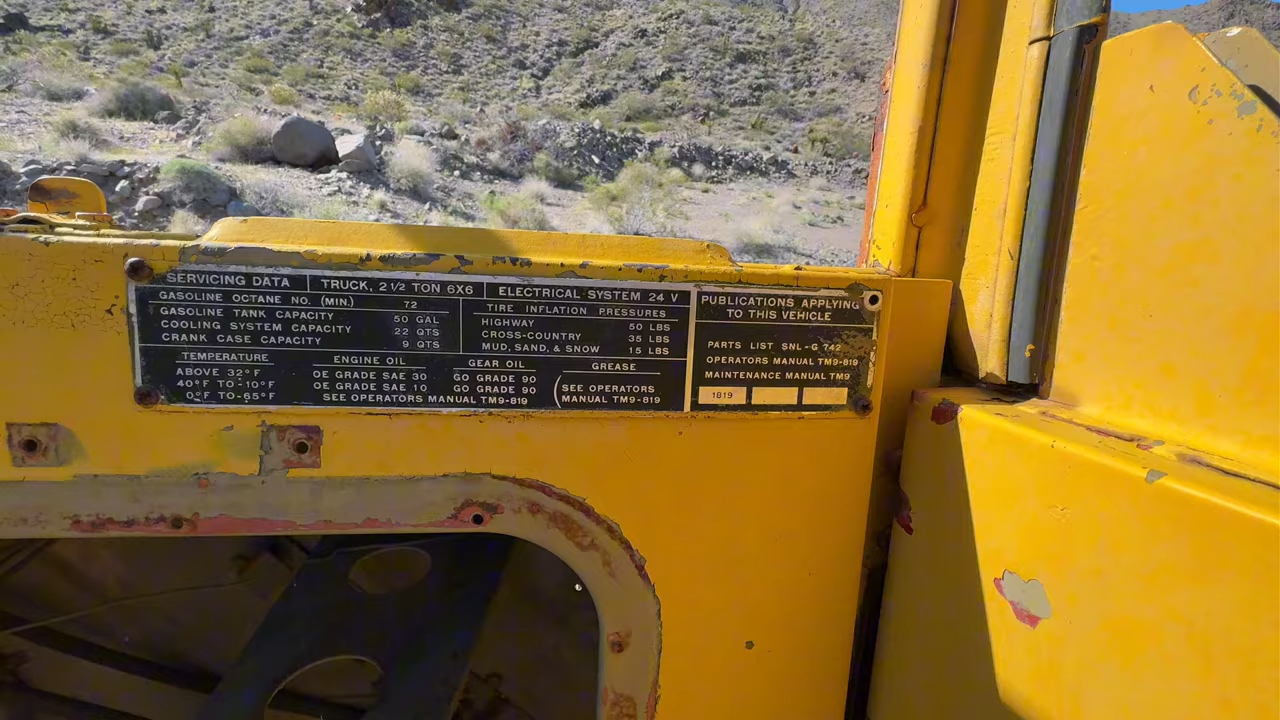 SERVICING DATA TRUCK, 2 1/2 TON 6X6 ELECTRICAL SYSTEM 24 V
GASOLINE OCTANE NO. (MIN.) 72
GASOLINE TANK CAPACITY 50 GAL
COOLING SYSTEM CAPACITY 22 QTS
CRANK CASE CAPACITY 9 QTS
TIRE INFLATION PRESSURES
HIGHWAY 50 LBS
CROSS-COUNTRY 35 LBS
MUD, SAND, & SNOW 15 LBS
TEMPERATURE ENGINE OIL GEAR OIL GREASE
ABOVE 32°F OE GRADE SAE 30 GO GRADE 90
40°F TO-10°F OE GRADE SAE 10 GO GRADE 90
0°F TO-65°F SEE OPERATORS MANUAL TM9-819
(SEE OPERATORS
MANUAL TM9-819
PUBLICATIONS APPLYING
TO THIS VEHICLE
PARTS LIST SNL-G 742
OPERATORS MANUAL TM9-819
MAINTENANCE MANUAL TM9
1819